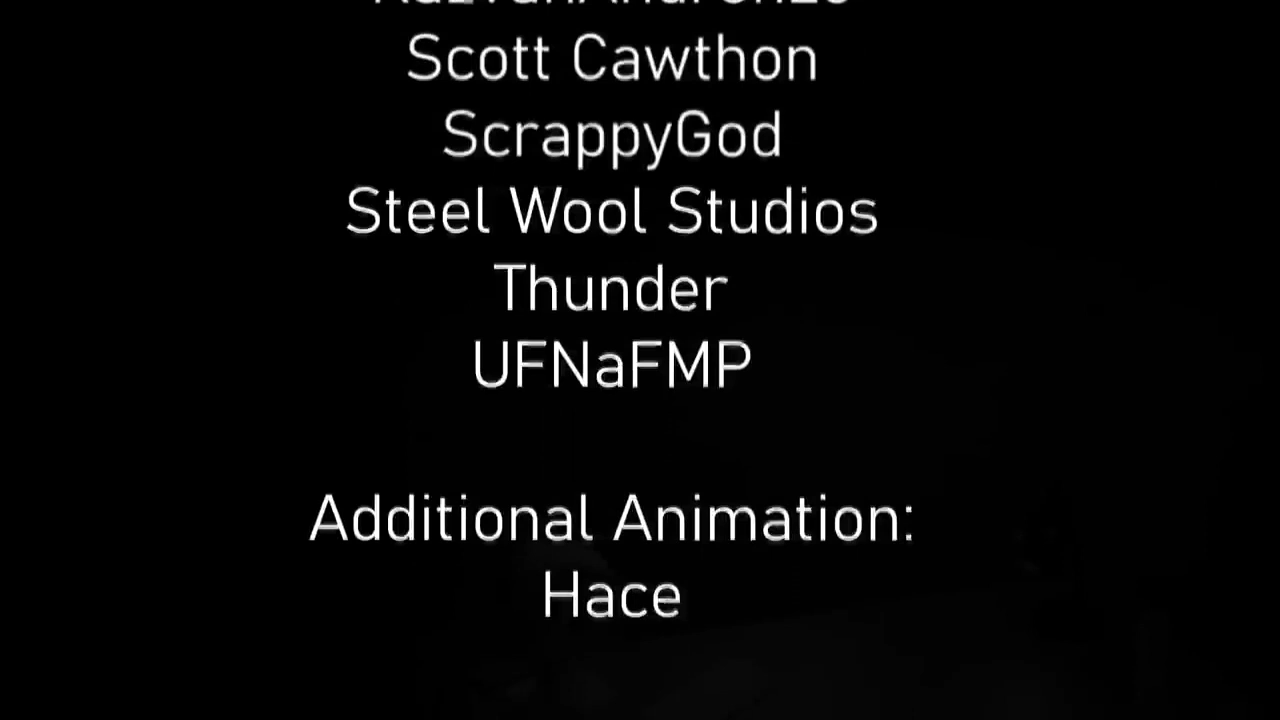 Scott Cawthon
ScrappyGod
Steel Wool Studios
Thunder
UFNaFMP
Additional Animation:
Hace